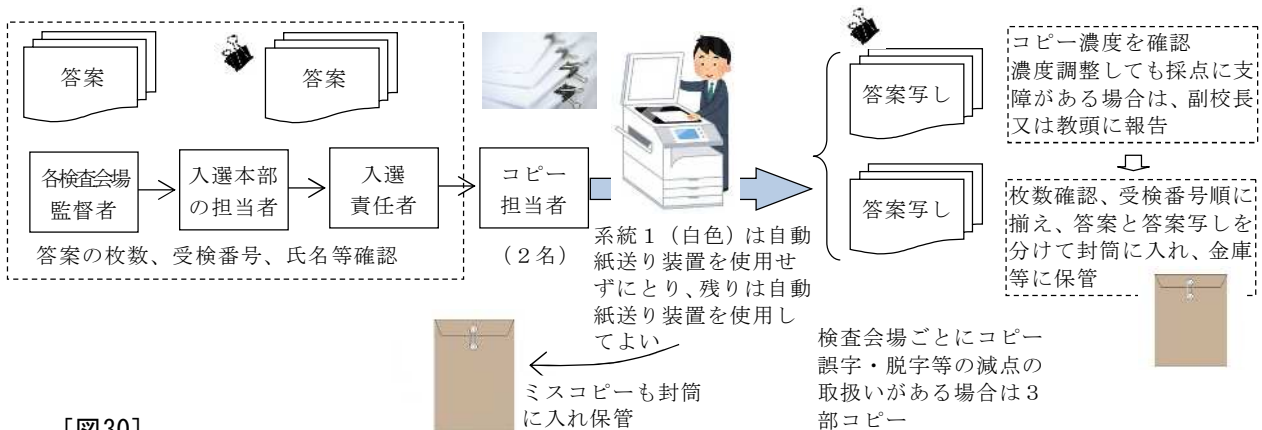 答案
答案
各検査会場
監督者
入選本部
の担当者
入選
責任者
答案の枚数、受検番号、氏名等確認
コピー
担当者
(２名)
系統１（白色）は自動
紙送り装置を使用せ
ずにとり、残りは自動
紙送り装置を使用し
てよい
ミスコピーも封筒
に入れ保管
答案写し
答案写し
検査会場ごとにコピー
誤字・脱字等の減点の
取扱いがある場合は３
部コピー
コピー濃度を確認
濃度調整しても採点に支
障がある場合は、副校長
又は教頭に報告
枚数確認、受検番号順に
揃え、答案と答案写しを
分けて封筒に入れ、金庫
等に保管
［図30］